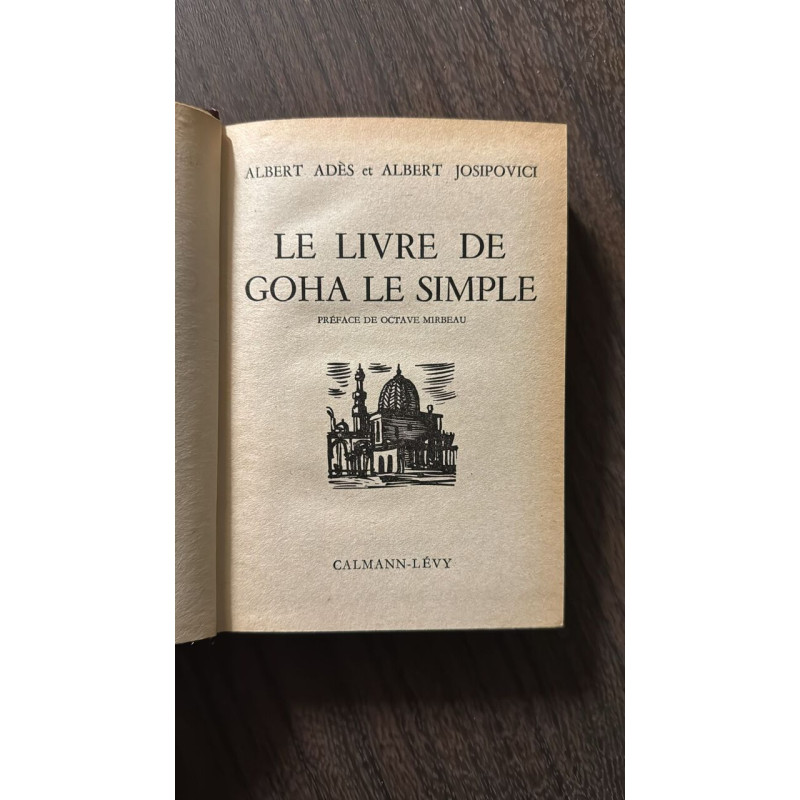 ALBERT ADÈS et ALBERT JOSIPOVICI
LE LIVRE DE
GOHA LE SIMPLE
PRÉFACE DE OCTAVE MIRBEAU
CALMANN-LÉVY